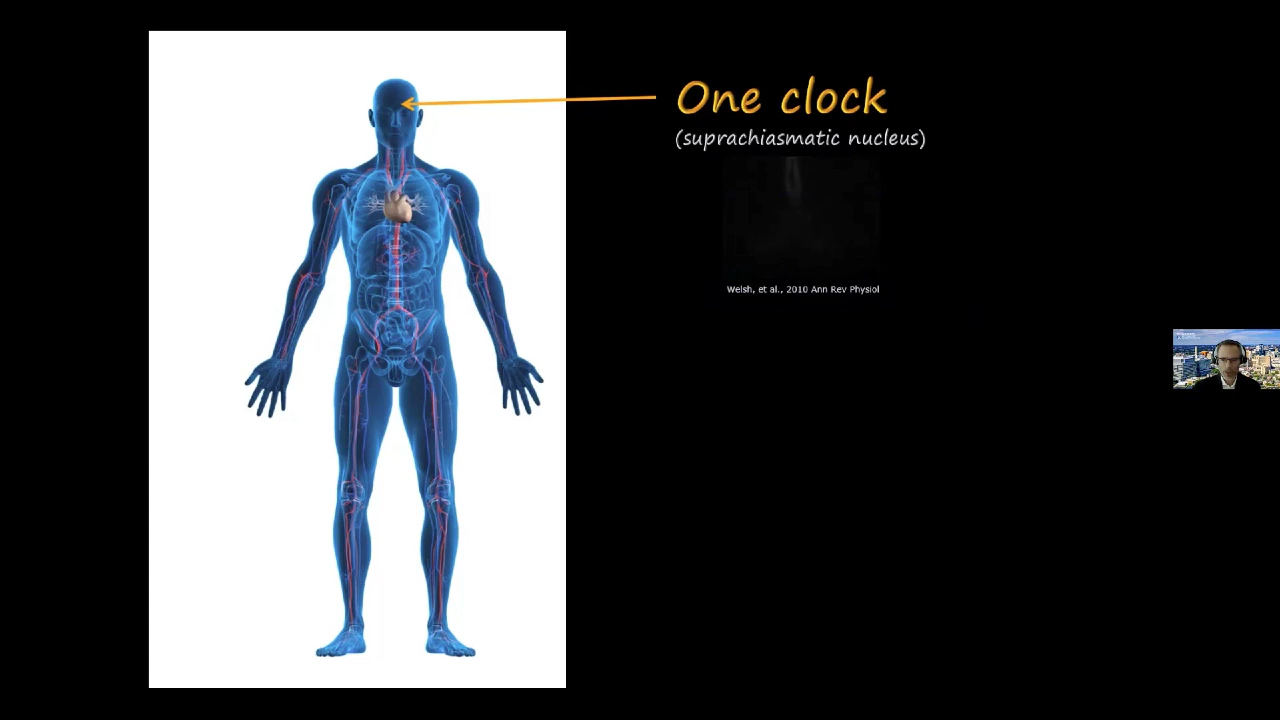 One clock
(suprachiasmatic nucleus)
Welsh, et al., 2010 Ann Rev Physiol